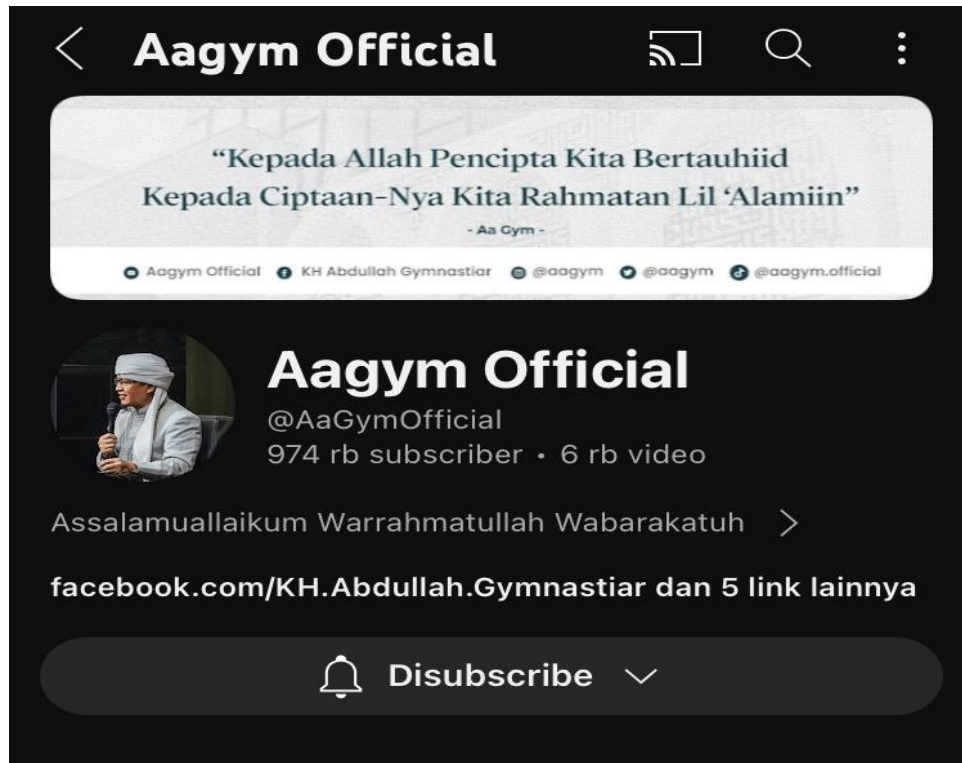 Aagym Official
“Kepada Allah Pencipta Kita Bertauhiid
Kepada Ciptaan-Nya Kita Rahmatan Lil ‘Alamiin”
- Aa Gym -
Aagym Official KH Abdullah Gymnastiar @aagym @aagym @aagym.official
Aagym Official
@AaGymOfficial
974 rb subscriber • 6 rb video
Assalamuallaikum Warrahmatullah Wabarakatuh >
facebook.com/KH.Abdullah.Gymnastiar dan 5 link lainnya
Disubscribe